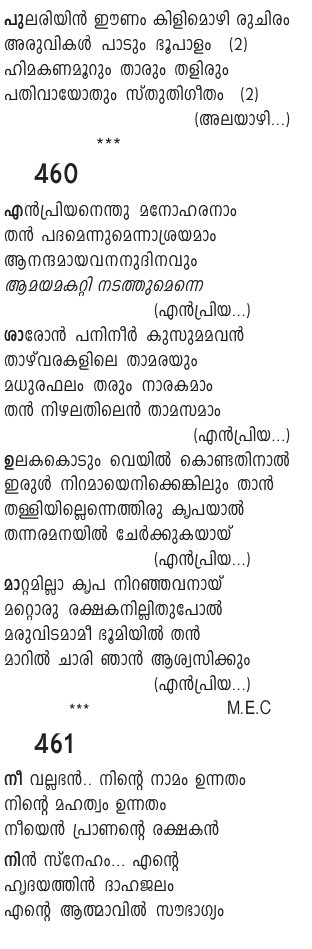 പുലരിയിൻ ഈണം കിളിമൊഴി രുചിരം
അരുവികൾ പാടും ഭൂപാളം (2)
ഹിമകണമൂറും താരും തളിരും
പതിവായോതും സ്തുതിഗീതം (2)
(അലയാഴി...)
***
460
എൻപ്രിയനെന്തു മനോഹരനാം
തൻ പദമെന്നുമെന്നാശ്രയമാം
ആനന്ദമായവനനുദിനവും
ആമയമകറ്റി നടത്തുമെന്നെ
(എൻപ്രിയ...)
ശാരോൻ പനിനീർ കുസുമമവൻ
താഴ്വരകളിലെ താമരയും
മധുരഫലം തരും നാരകമാം
തൻ നിഴലതിലെൻ താമസമാം
(എൻപ്രിയ...)
ഉലകകൊടും വെയിൽ കൊണ്ടതിനാൽ
ഇരുൾ നിറമായെനിക്കെങ്കിലും താൻ
തള്ളിയില്ലെന്നെത്തിരു കൃപയാൽ
തന്നരമനയിൽ ചേർക്കുകയായ്
(എൻപ്രിയ...)
മാറ്റമില്ലാ കൃപ നിറഞ്ഞവനായ്
മറ്റൊരു രക്ഷകനില്ലിതുപോൽ
മരുവിടമാമീ ഭൂമിയിൽ തൻ
മാറിൽ ചാരി ഞാൻ ആശ്വസിക്കും
(എൻപ്രിയ...)
*** M.E.C
461
നീ വല്ലഭൻ.. നിന്റെ നാമം ഉന്നതം
നിന്റെ മഹത്വം ഉന്നതം
നീയെൻ പ്രാണന്റെ രക്ഷകൻ
നിൻ സ്നേഹം... എന്റെ
ഹൃദയത്തിൻ ദാഹജലം
എന്റെ ആത്മാവിൽ സൗഭാഗ്യം